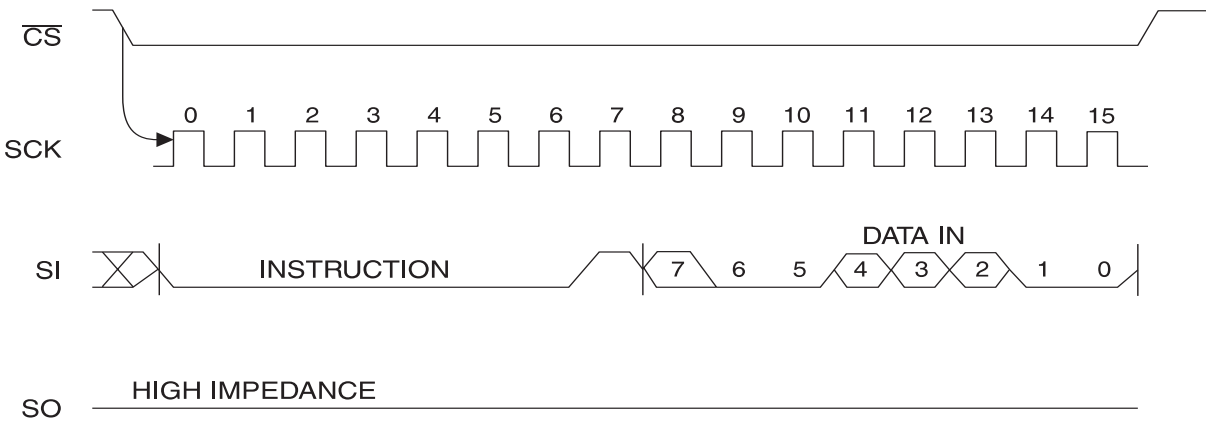 CS
0 1 2 3 4 5 6 7 8 9 10 11 12 13 14 15
SCK
DATA IN
SI INSTRUCTION 7 6 5 4 3 2 1 0
HIGH IMPEDANCE
SO